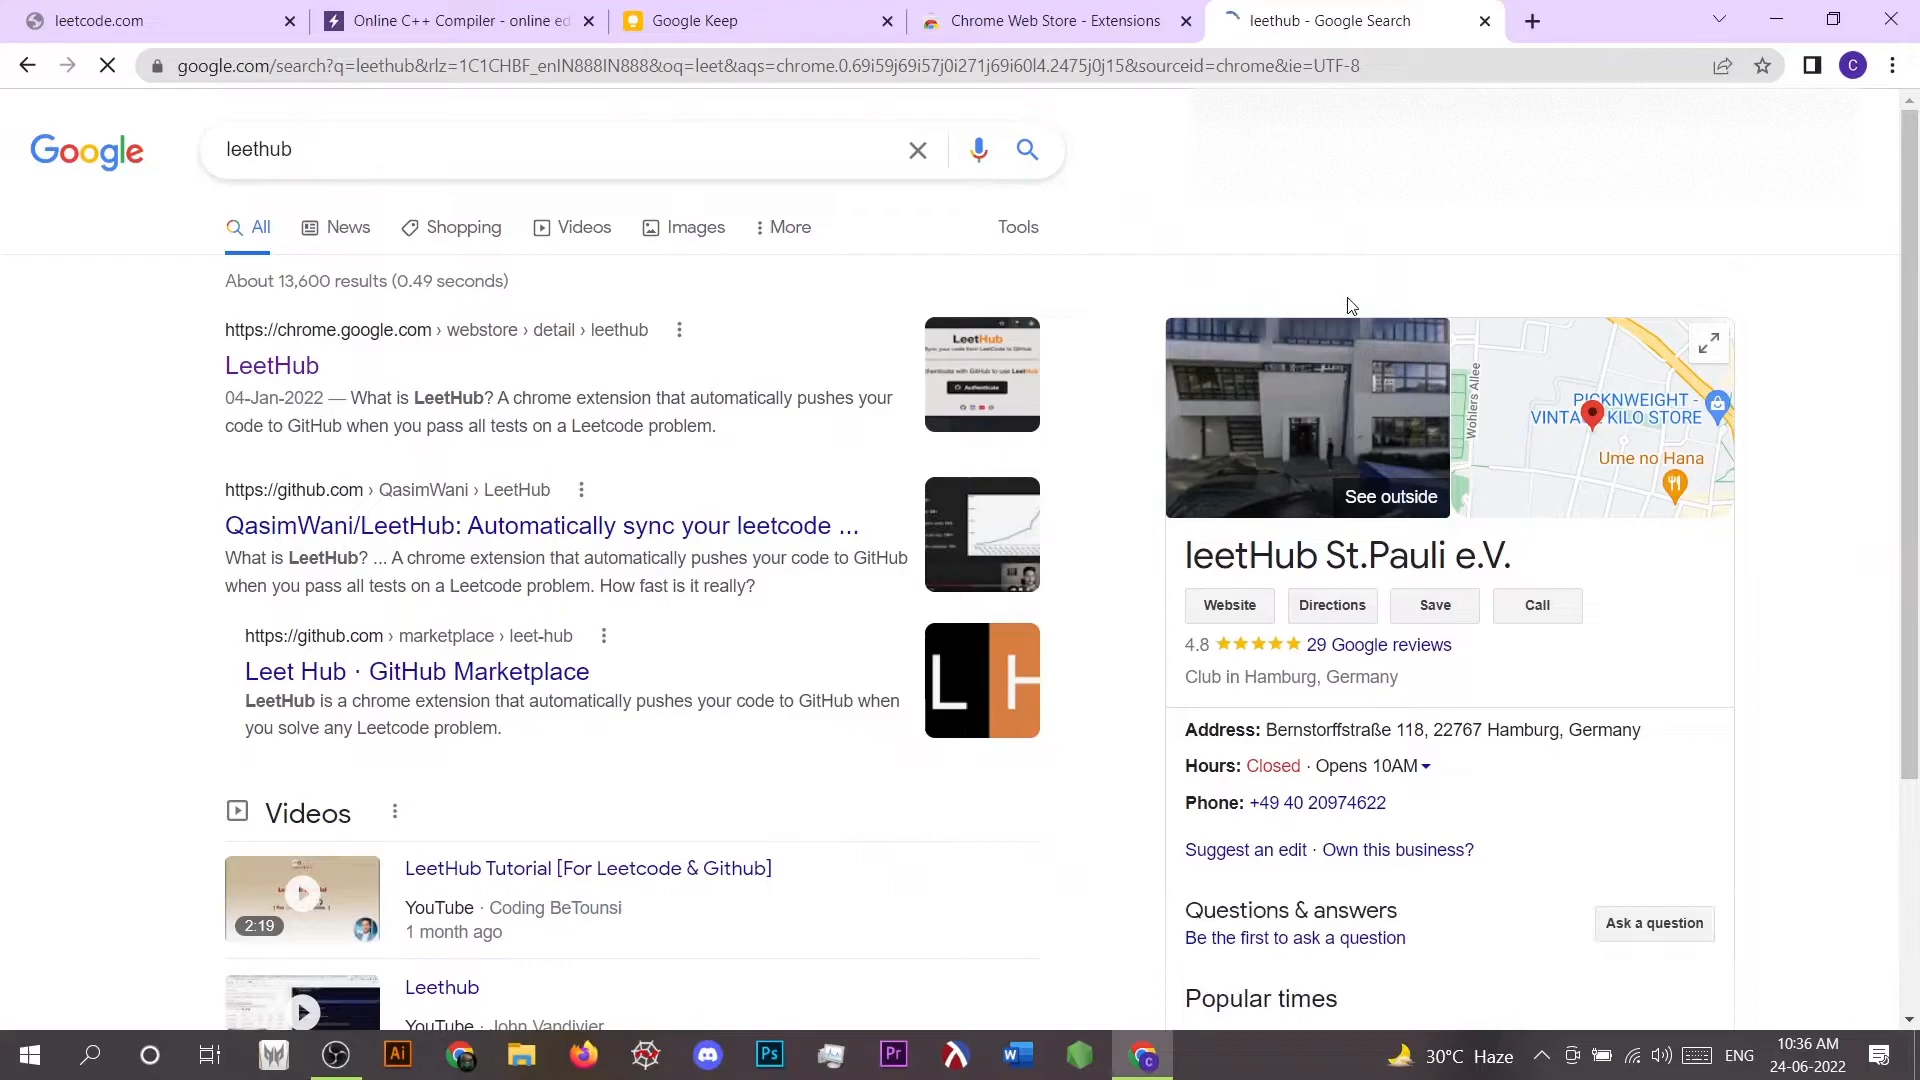 leetcode.com
Online C++ Compiler - online ed
Google Keep
Chrome Web Store - Extensions
leethub - Google Search
google.com/search?q=leethub&rlz=1C1CHBF_enIN888IN888&oq=leet&aqs=chrome.0.69i59j69i57j0i271j69i60l4.2475j0j15&sourceid=chrome&ie=UTF-8
C
Google
leethub
All
News
Shopping
Videos
Images
More
Tools
About 13,600 results (0.49 seconds)
https://chrome.google.com › webstore › detail › leethub
LeetHub
04-Jan-2022 — What is LeetHub? A chrome extension that automatically pushes your
code to GitHub when you pass all tests on a Leetcode problem.
LeetHub
Authenticate
https://github.com › QasimWani › LeetHub
QasimWani/LeetHub: Automatically sync your leetcode ...
What is LeetHub? ... A chrome extension that automatically pushes your code to GitHub
when you pass all tests on a Leetcode problem. How fast is it really?
https://github.com › marketplace › leet-hub
Leet Hub · GitHub Marketplace
LeetHub is a chrome extension that automatically pushes your code to GitHub when
you solve any Leetcode problem.
L H
Videos
LeetHub Tutorial [For Leetcode & Github]
YouTube · Coding BeTounsi
1 month ago
2:19
Leethub
YouTube · John Vandivier
See outside
Wohlers Allee
PICKNWEIGHT -
VINTAGE KILO STORE
Ume no Hana
leetHub St.Pauli e.V.
Website
Directions
Save
Call
4.8 29 Google reviews
Club in Hamburg, Germany
Address: Bernstorffstraße 118, 22767 Hamburg, Germany
Hours: Closed · Opens 10AM
Phone: +49 40 20974622
Suggest an edit · Own this business?
Questions & answers
Be the first to ask a question
Ask a question
Popular times
Ai
Ps
Pr
W
C
30°C Haze
ENG
10:36 AM
24-06-2022